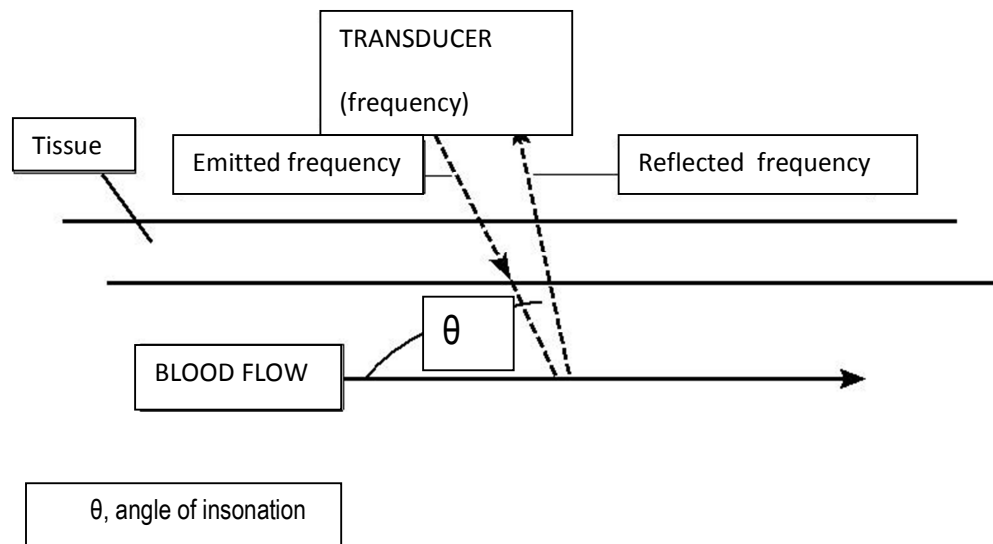 TRANSDUCER
(frequency)
Tissue
Emitted frequency
Reflected  frequency
θ
BLOOD FLOW
θ, angle of insonation